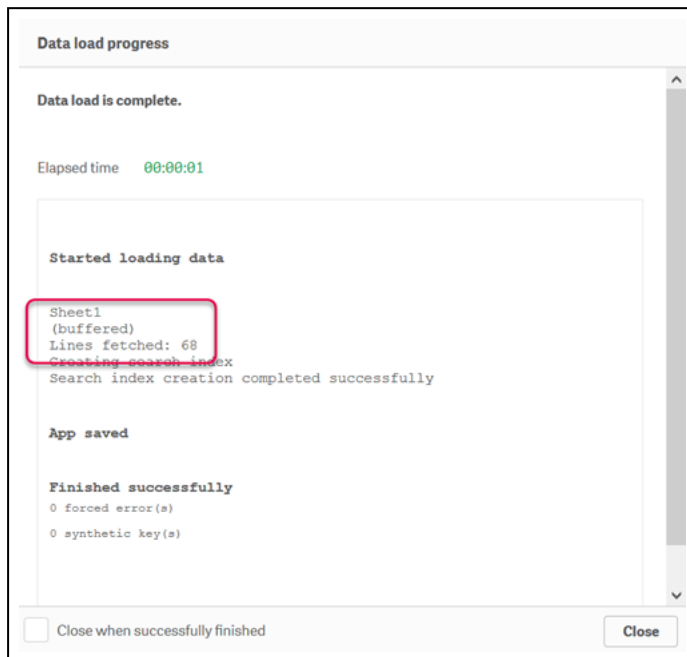 Data load progress
Data load is complete.
Elapsed time 00:00:01
Started loading data
Sheet1
(buffered)
Lines fetched: 68
Creating search index
Search index creation completed successfully
App saved
Finished successfully
0 forced error(s)
0 synthetic key(s)
Close when successfully finished
Close